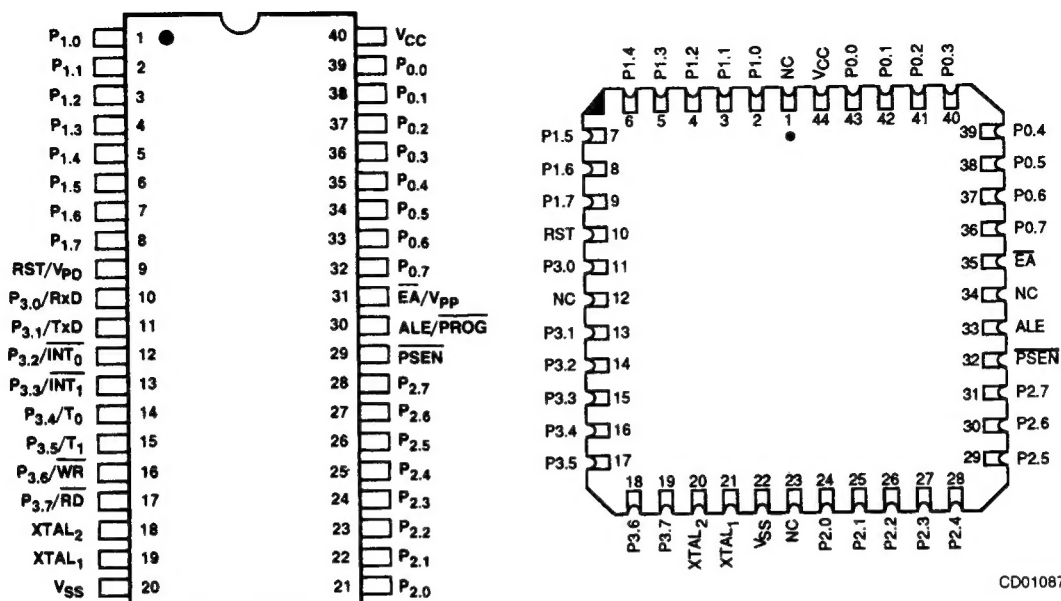 P1.0 1 40 VCC
P1.1 2 39 P0.0
P1.2 3 38 P0.1
P1.3 4 37 P0.2
P1.4 5 36 P0.3
P1.5 6 35 P0.4
P1.6 7 34 P0.5
P1.7 8 33 P0.6
RST/VPD 9 32 P0.7
P3.0/RxD 10 31 E̅A̅/VPP
P3.1/TxD 11 30 ALE/P̅R̅O̅G̅
P3.2/I̅N̅T̅0̅ 12 29 P̅S̅E̅N̅
P3.3/I̅N̅T̅1̅ 13 28 P2.7
P3.4/T0 14 27 P2.6
P3.5/T1 15 26 P2.5
P3.6/W̅R̅ 16 25 P2.4
P3.7/R̅D̅ 17 24 P2.3
XTAL2 18 23 P2.2
XTAL1 19 22 P2.1
VSS 20 21 P2.0
P1.4 P1.3 P1.2 P1.1 P1.0 NC VCC P0.0 P0.1 P0.2 P0.3
6 5 4 3 2 1 44 43 42 41 40
P1.5 7 39 P0.4
P1.6 8 38 P0.5
P1.7 9 37 P0.6
RST 10 36 P0.7
P3.0 11 35 E̅A̅
NC 12 34 NC
P3.1 13 33 ALE
P3.2 14 32 P̅S̅E̅N̅
P3.3 15 31 P2.7
P3.4 16 30 P2.6
P3.5 17 29 P2.5
18 19 20 21 22 23 24 25 26 27 28
P3.6 P3.7 XTAL2 XTAL1 VSS NC P2.0 P2.1 P2.2 P2.3 P2.4
CD01087